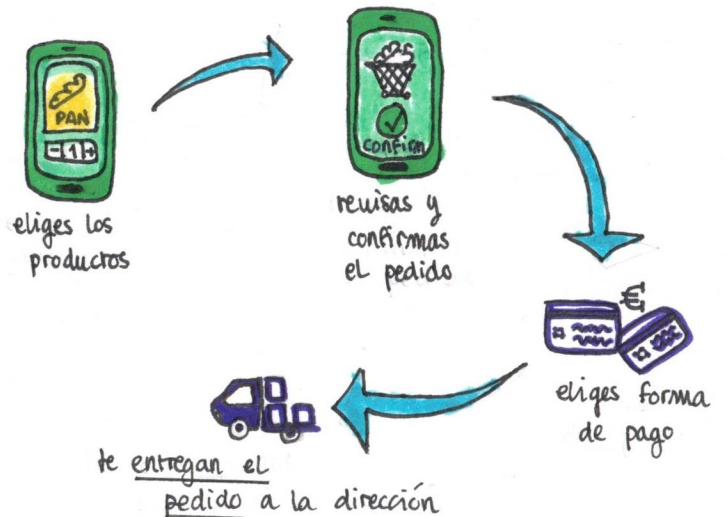 PAN
- 1 +
CONFIRM
eliges los
productos
revisas y
confirmas
el pedido
€
eliges forma
de pago
te entregan el
pedido a la dirección